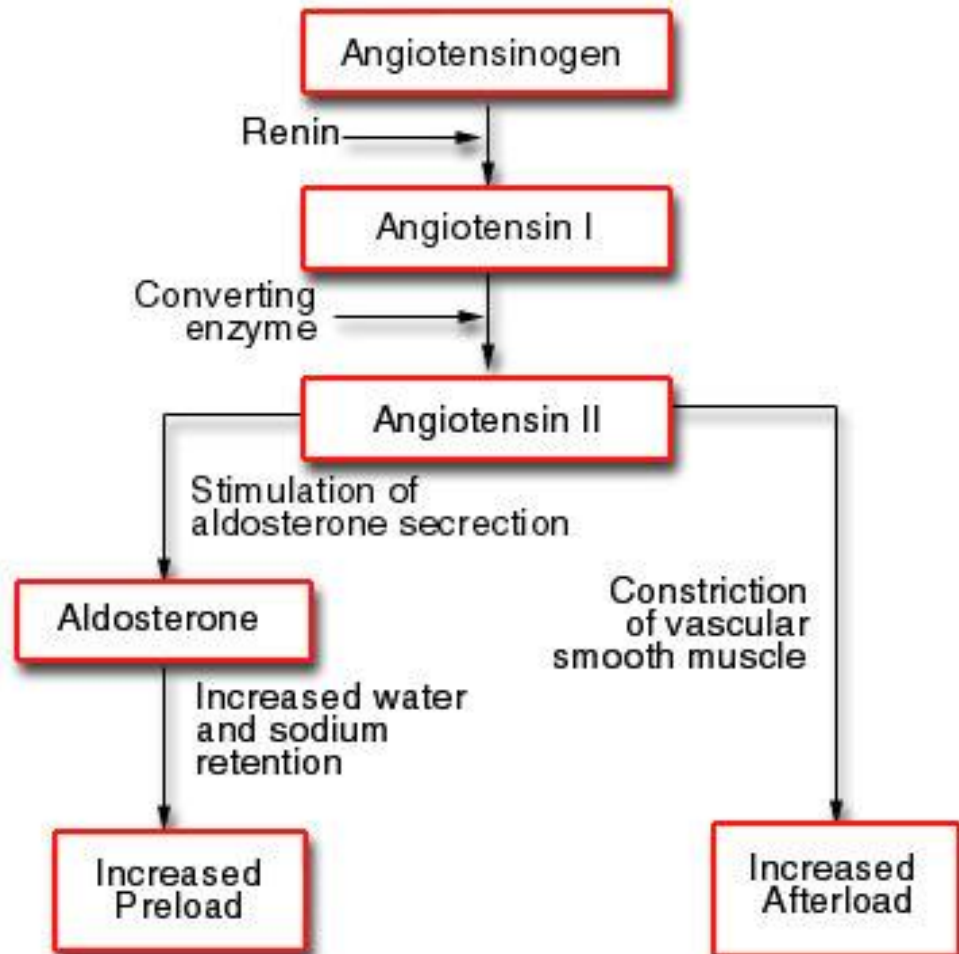 Angiotensinogen
Renin
Angiotensin I
Converting
enzyme
Angiotensin II
Stimulation of
aldosterone secrection
Aldosterone
Constriction
of vascular
smooth muscle
Increased water
and sodium
retention
Increased
Preload
Increased
Afterload